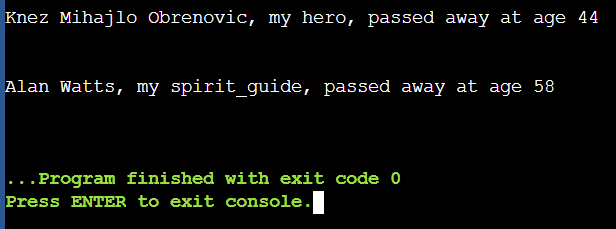 Knez Mihajlo Obrenovic, my hero, passed away at age 44
Alan Watts, my spirit_guide, passed away at age 58
...Program finished with exit code 0
Press ENTER to exit console.